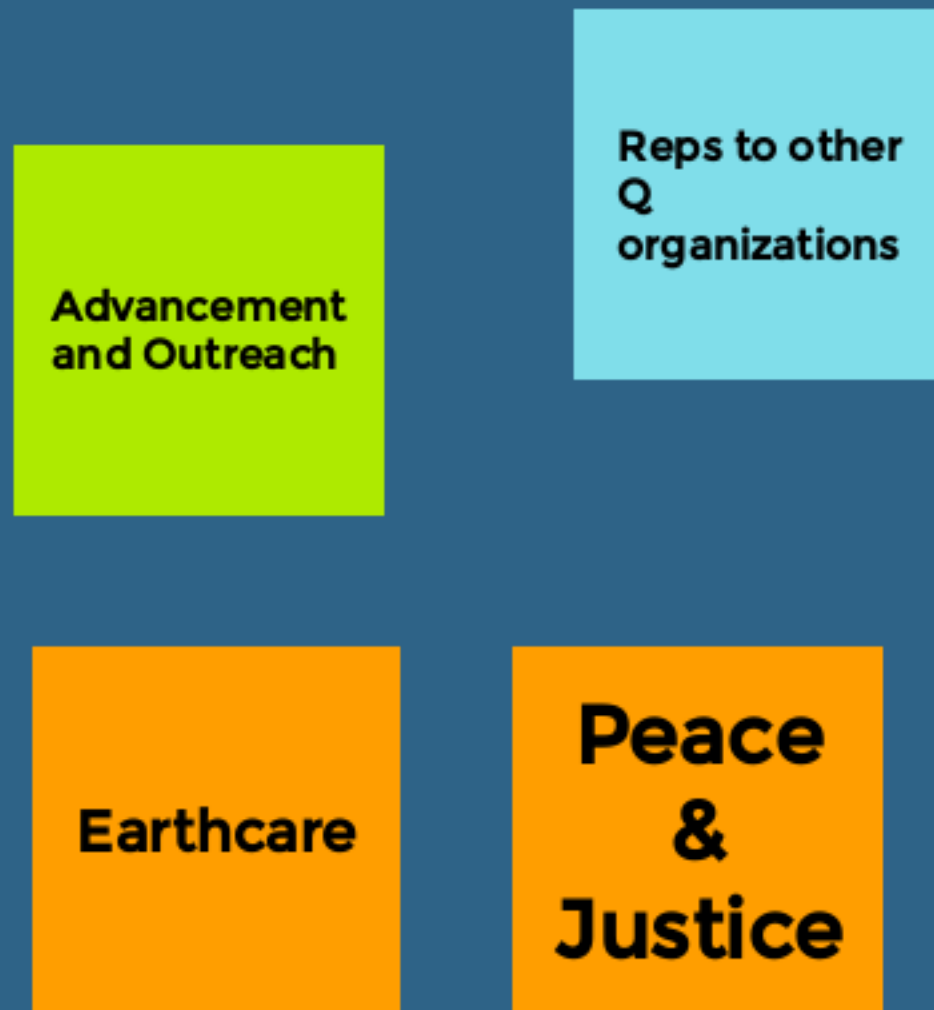 Reps to other
Q
organizations
Advancement
and Outreach
Earthcare
Peace
&
Justice